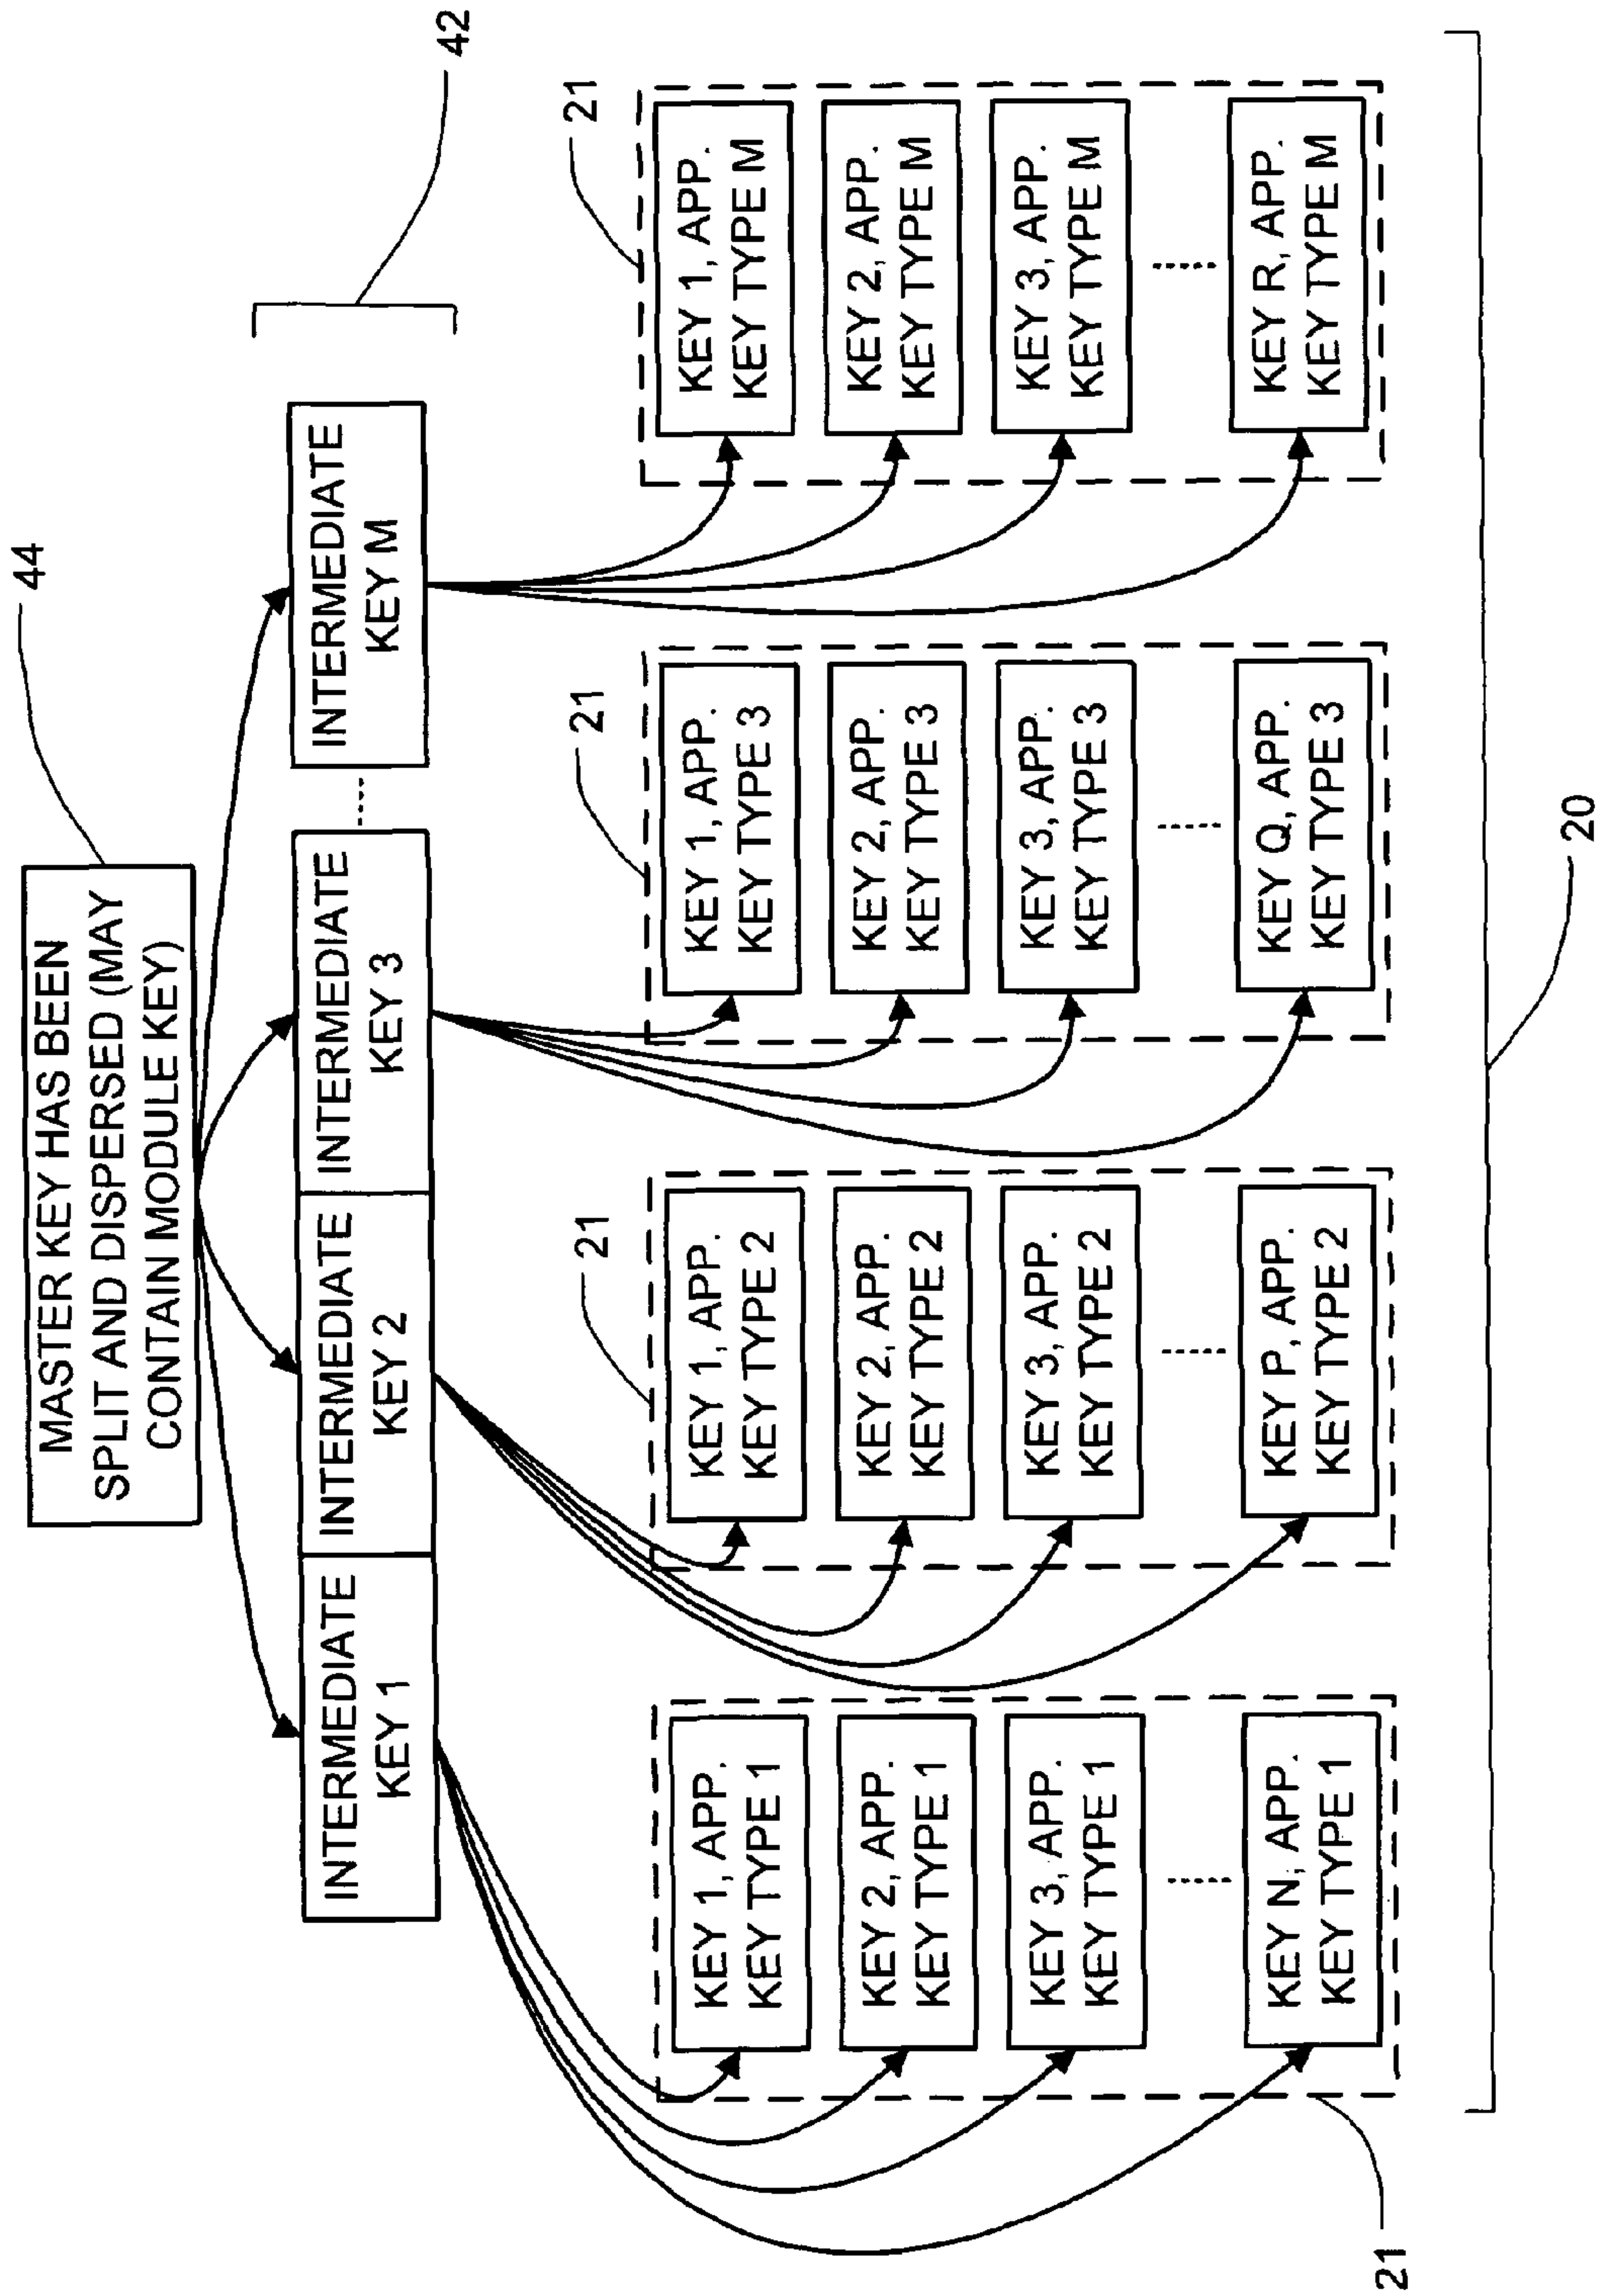 44
MASTER KEY HAS BEEN
SPLIT AND DISPERSED (MAY
CONTAIN MODULE KEY)
42
INTERMEDIATE
KEY 1
INTERMEDIATE
KEY 2
INTERMEDIATE
KEY 3
INTERMEDIATE
KEY M
21
KEY 1, APP.
KEY TYPE 1
KEY 2, APP.
KEY TYPE 1
KEY 3, APP.
KEY TYPE 1
KEY N, APP.
KEY TYPE 1
21
KEY 1, APP.
KEY TYPE 2
KEY 2, APP.
KEY TYPE 2
KEY 3, APP.
KEY TYPE 2
KEY P, APP.
KEY TYPE 2
21
KEY 1, APP.
KEY TYPE 3
KEY 2, APP.
KEY TYPE 3
KEY 3, APP.
KEY TYPE 3
KEY Q, APP.
KEY TYPE 3
21
KEY 1, APP.
KEY TYPE M
KEY 2, APP.
KEY TYPE M
KEY 3, APP.
KEY TYPE M
KEY R, APP.
KEY TYPE M
20